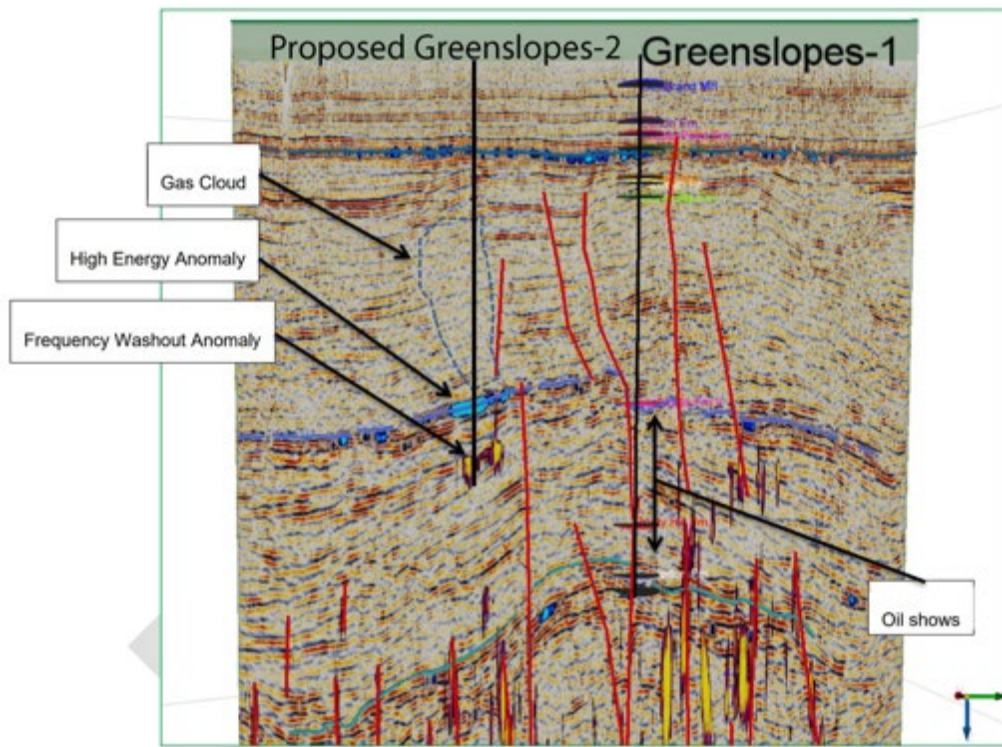 Proposed Greenslopes-2
Greenslopes-1
Gas Cloud
High Energy Anomaly
Frequency Washout Anomaly
Oil shows